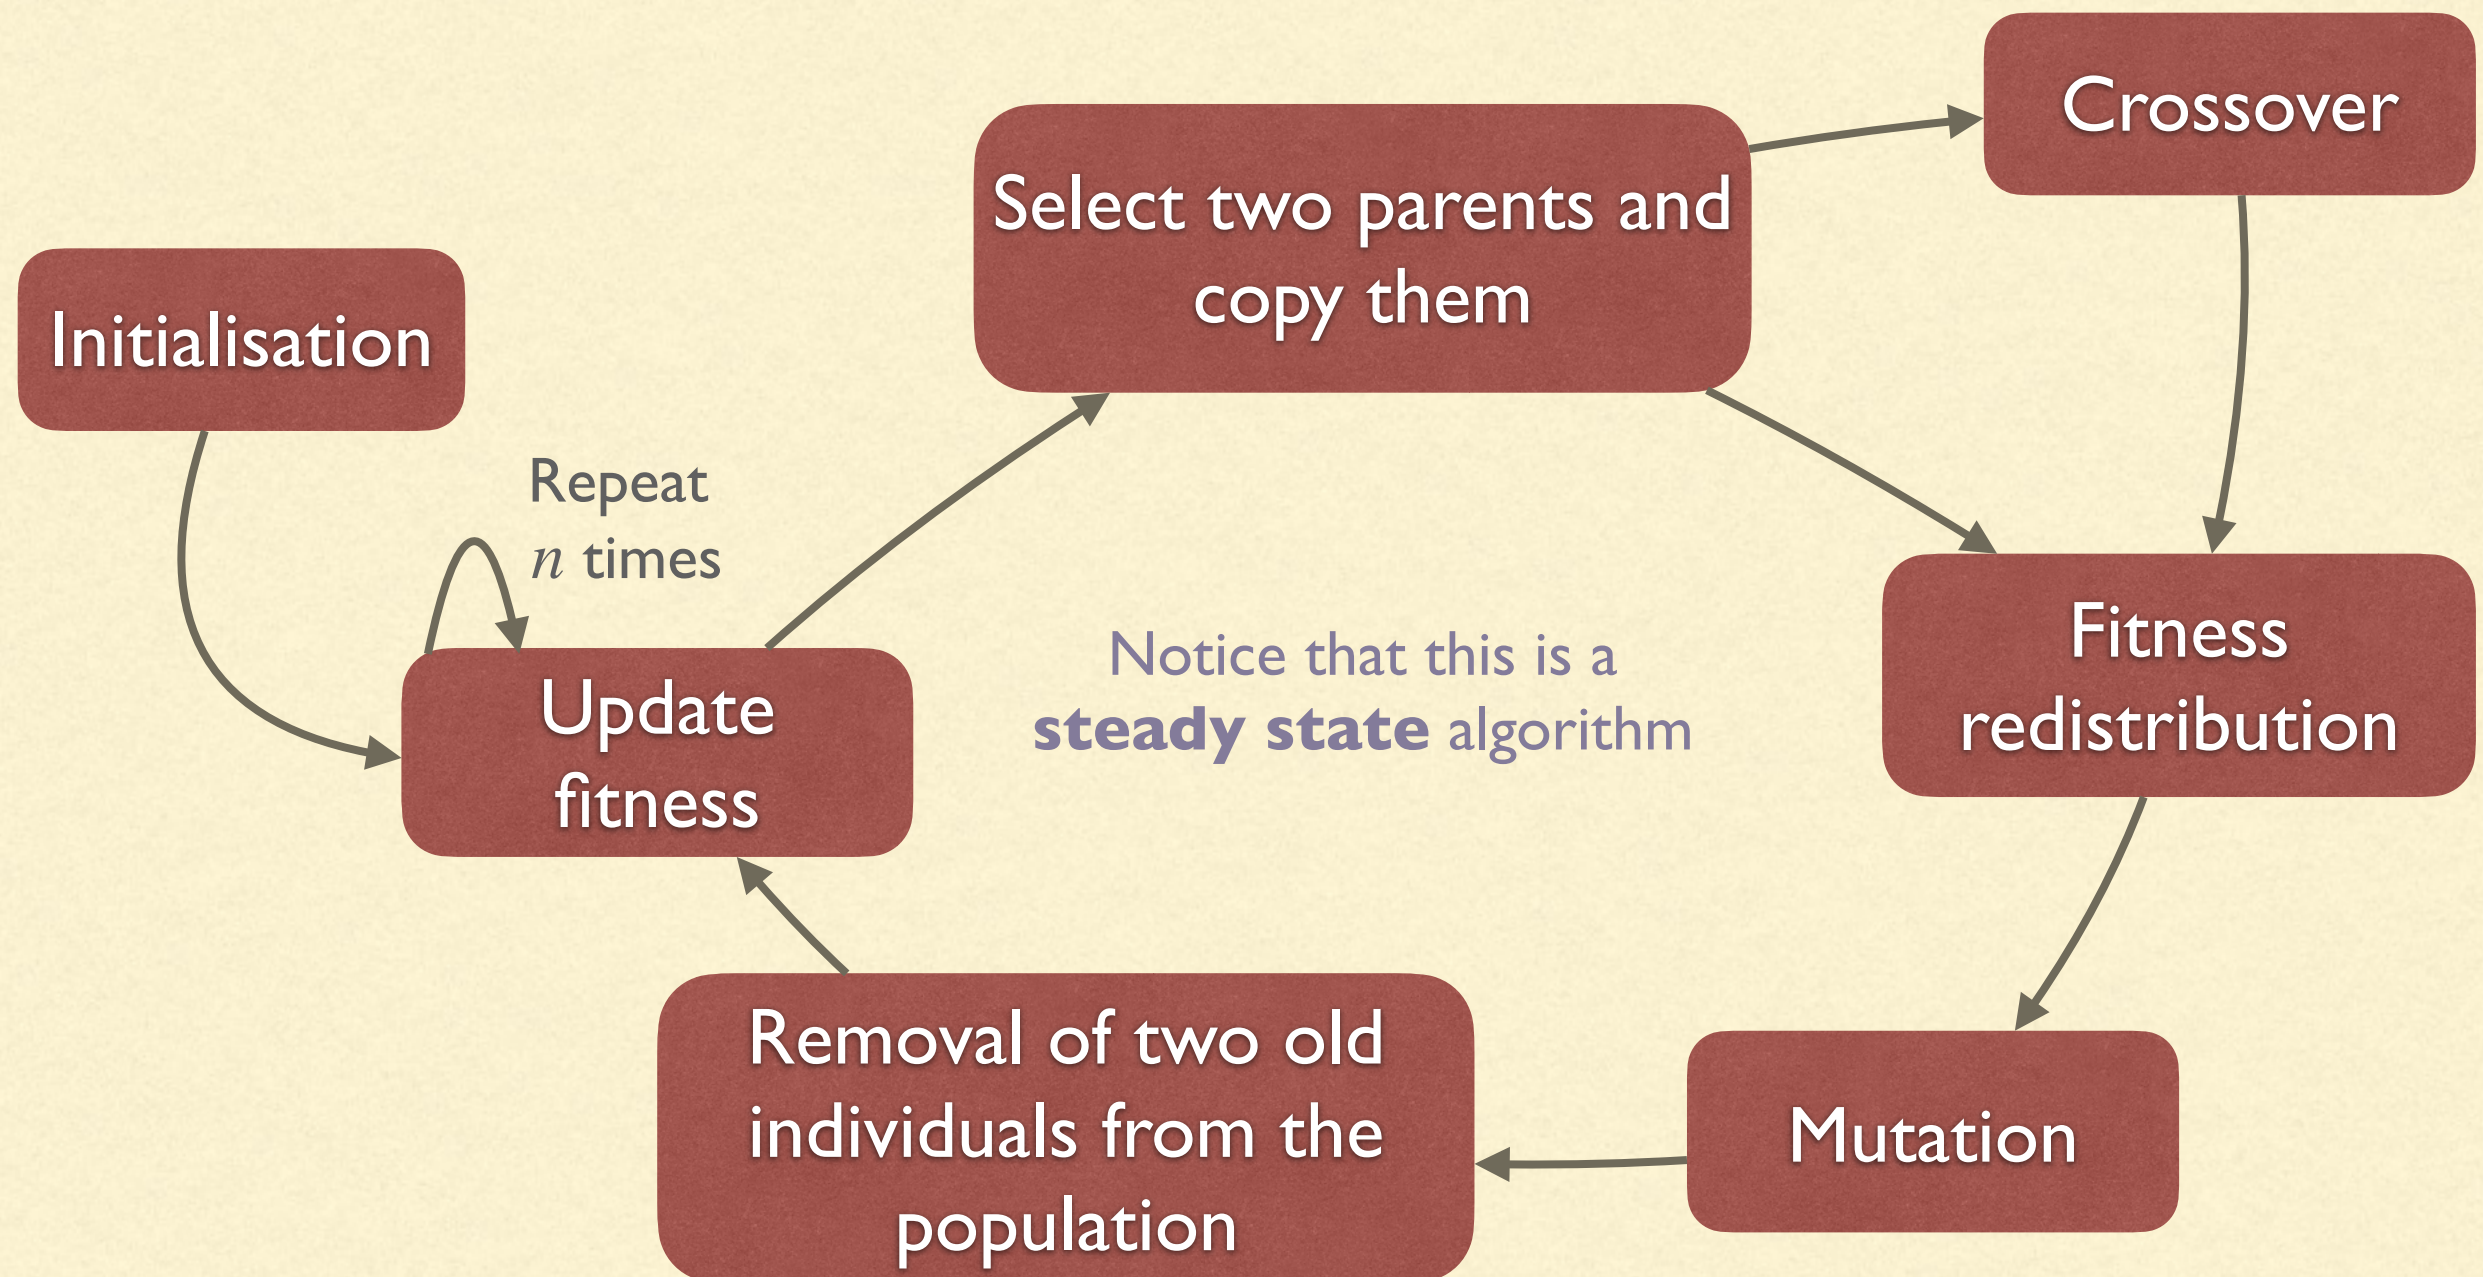 Crossover
Select two parents and
copy them
Initialisation
Repeat
n times
Update
fitness
Notice that this is a
steady state algorithm
Fitness
redistribution
Removal of two old
individuals from the
population
Mutation